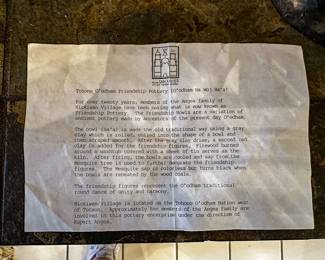 Tohono O'odham Friendship Pottery (O'odham Ha Woj Ha'a)
For over twenty years, members of the Angea family of
Hickiwen Village have been making what is now known as
Friendship Pottery. The friendship bowls are a variation of
ancient pottery made by ancestors of the present day O'odham.
The bowl (ha'a) is made the old traditional way using a gray
clay which is rolled, coiled into the shape of a bowl and
then scraped smooth. After the gray clay dries, a second red
clay is added for the friendship figures. Firewood burned
around a washtub covered with a sheet of tin serves as the
kiln. After firing, the bowls are cooled and sap from the
Mesquite tree is used to further decorate the friendship
figures. The Mesquite sap is colorless but turns black when
the bowls are reheated by the wood coals.
The friendship figures represent the O'odham traditional
round dance of unity and harmony.
Hickiwen Village is located on the Tohono O'odham Nation west
of Tucson. Approximately ten members of the Angea family are
involved in this pottery enterprise under the direction of
Rupert Angea.